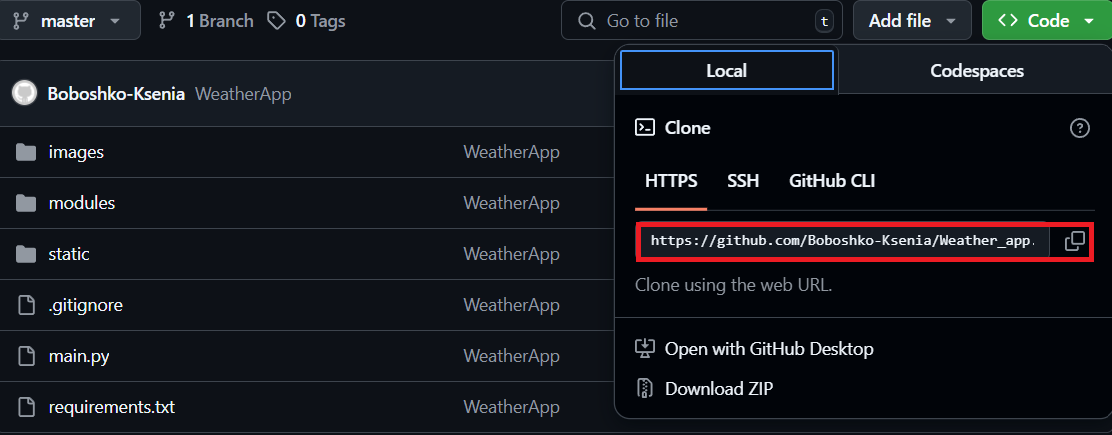 master 1 Branch 0 Tags Go to file t Add file Code
Local Codespaces
Boboshko-Ksenia WeatherApp
Clone
images WeatherApp
HTTPS SSH GitHub CLI
modules WeatherApp
https://github.com/Boboshko-Ksenia/Weather_app.
static WeatherApp
Clone using the web URL.
.gitignore WeatherApp
main.py WeatherApp
Open with GitHub Desktop
Download ZIP
requirements.txt WeatherApp